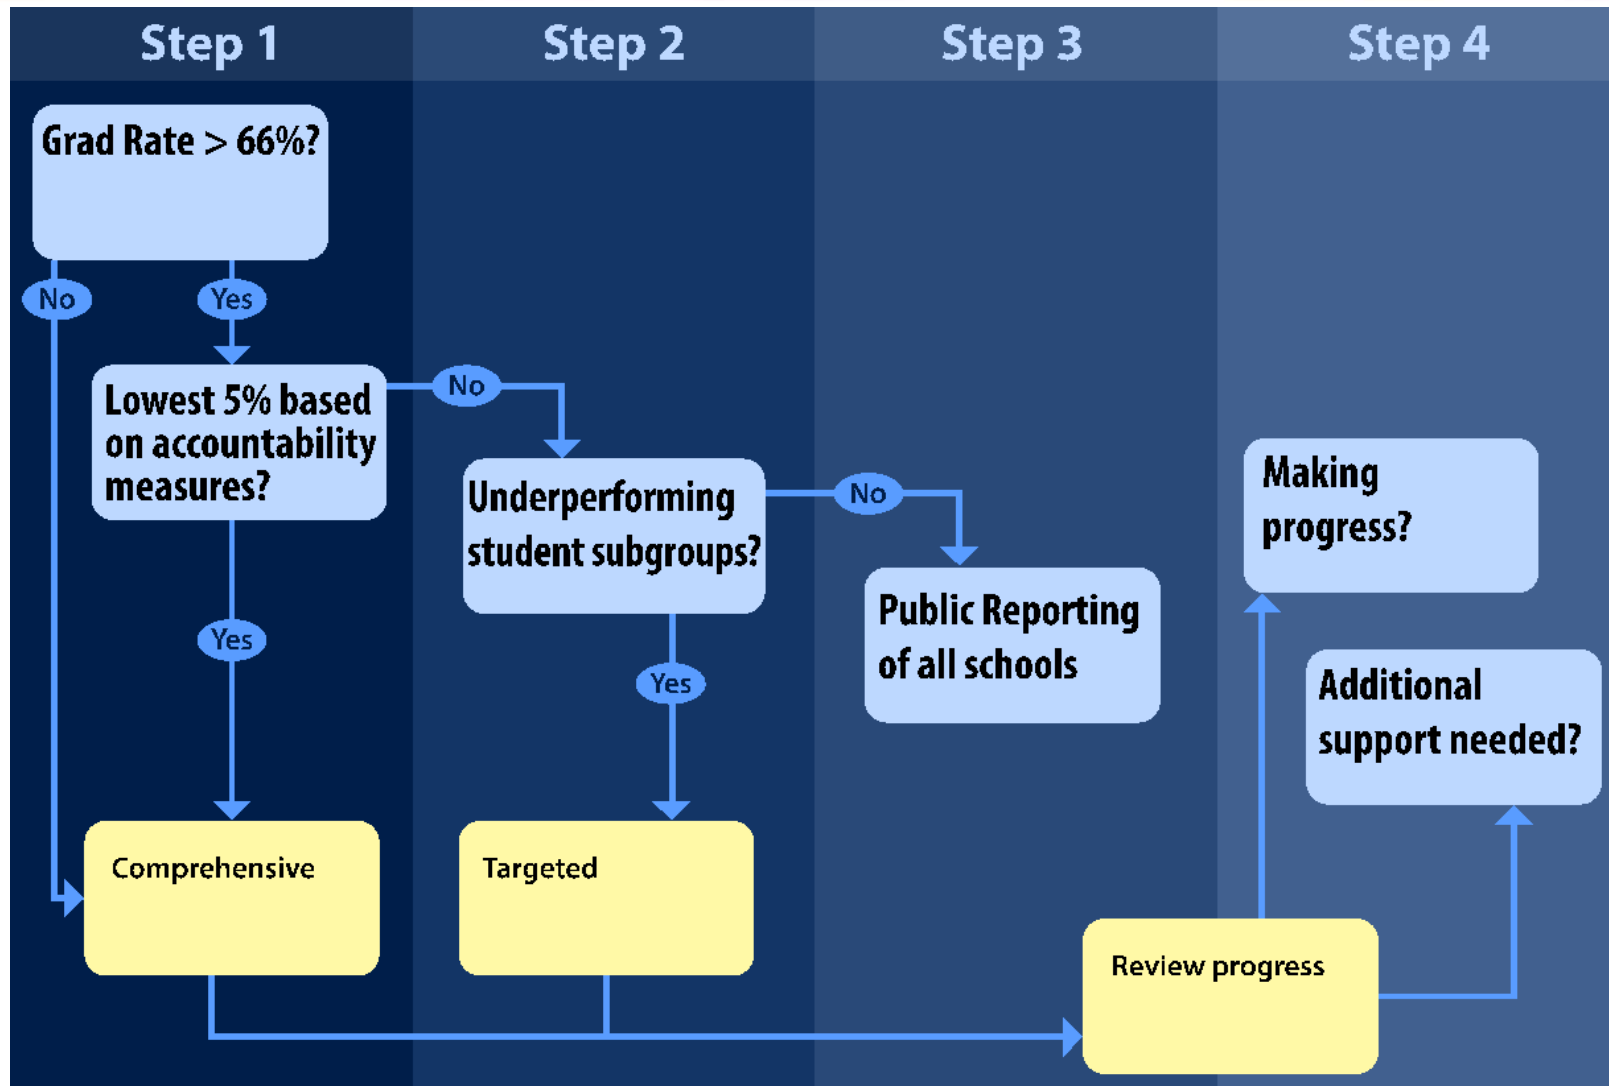 Step 1
Step 2
Step 3
Step 4
Grad Rate > 66%?
No
Yes
Lowest 5% based
on accountability
measures?
No
Underperforming
student subgroups?
No
Making
progress?
Public Reporting
of all schools
Yes
Yes
Additional
support needed?
Comprehensive
Targeted
Review progress